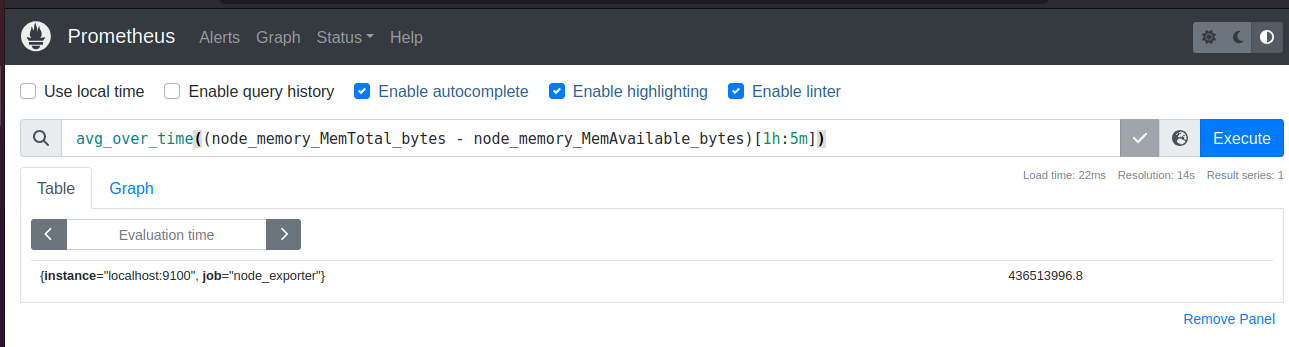 Prometheus Alerts Graph Status Help
Use local time Enable query history Enable autocomplete Enable highlighting Enable linter
avg_over_time((node_memory_MemTotal_bytes - node_memory_MemAvailable_bytes)[1h:5m]) Execute
Table Graph Load time: 22ms Resolution: 14s Result series: 1
Evaluation time
{instance="localhost:9100", job="node_exporter"} 436513996.8
Remove Panel